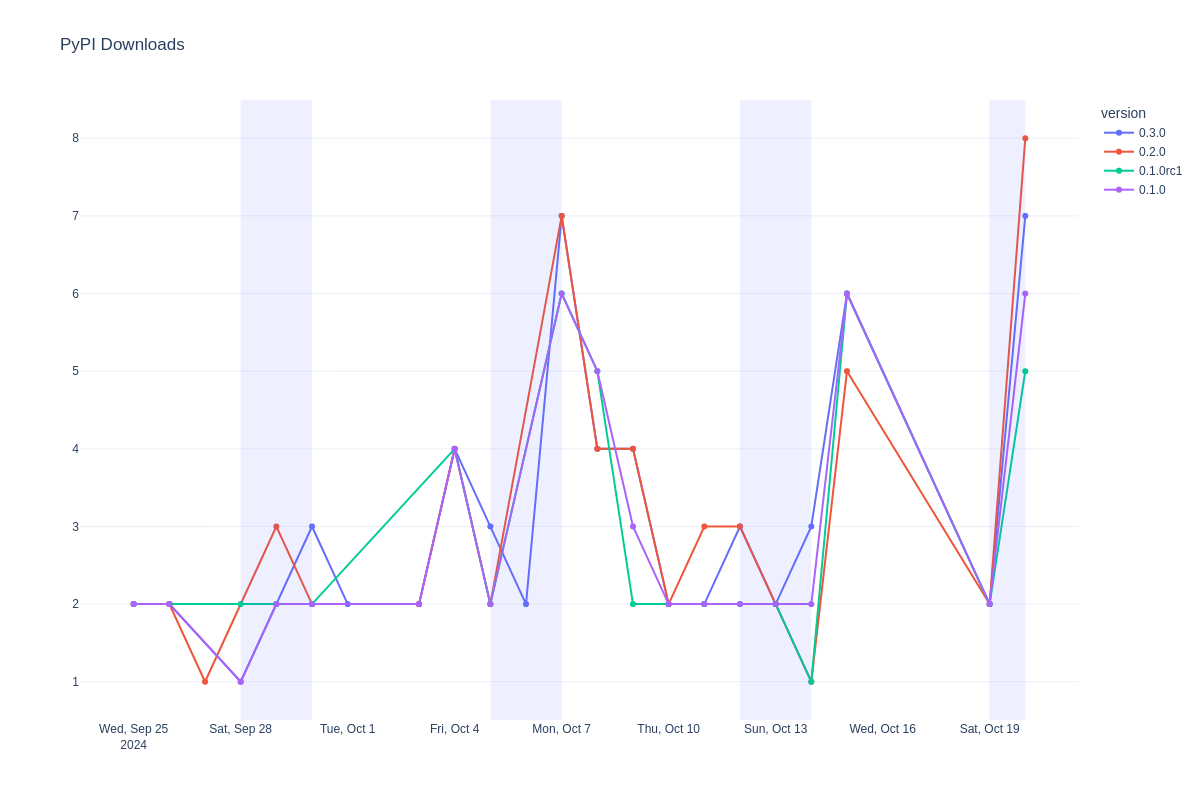 PyPI Downloads
version
0.3.0
0.2.0
0.1.0rc1
0.1.0
8
7
6
5
4
3
2
1
Wed, Sep 25
2024
Sat, Sep 28
Tue, Oct 1
Fri, Oct 4
Mon, Oct 7
Thu, Oct 10
Sun, Oct 13
Wed, Oct 16
Sat, Oct 19